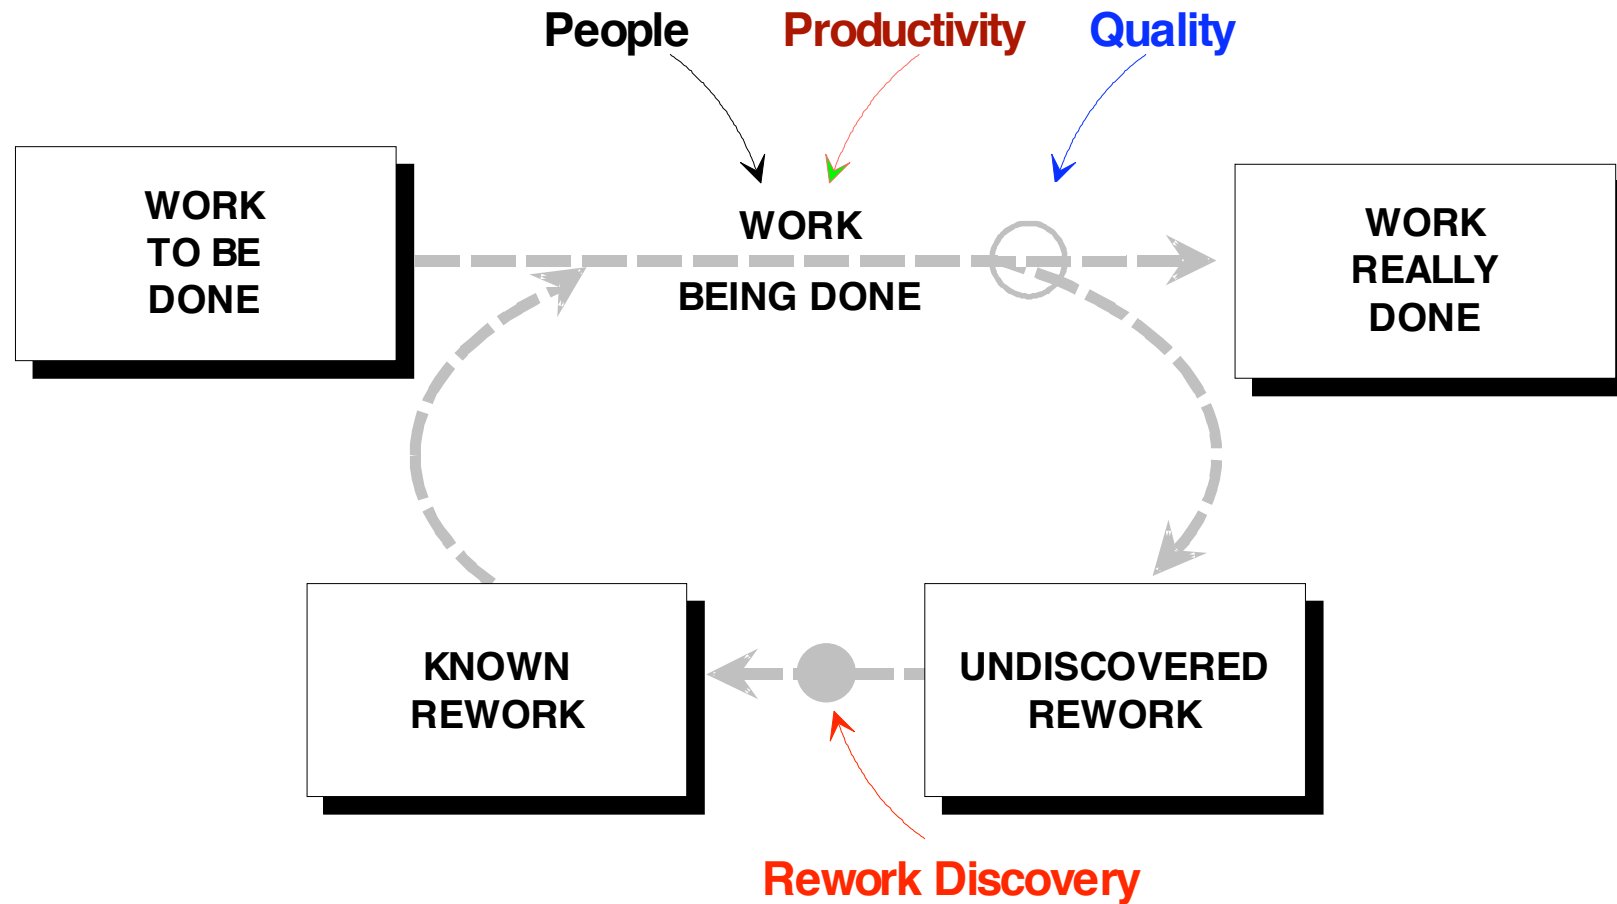 People
Productivity
Quality
WORK
TO BE
DONE
WORK
BEING DONE
WORK
REALLY
DONE
KNOWN
REWORK
UNDISCOVERED
REWORK
Rework Discovery